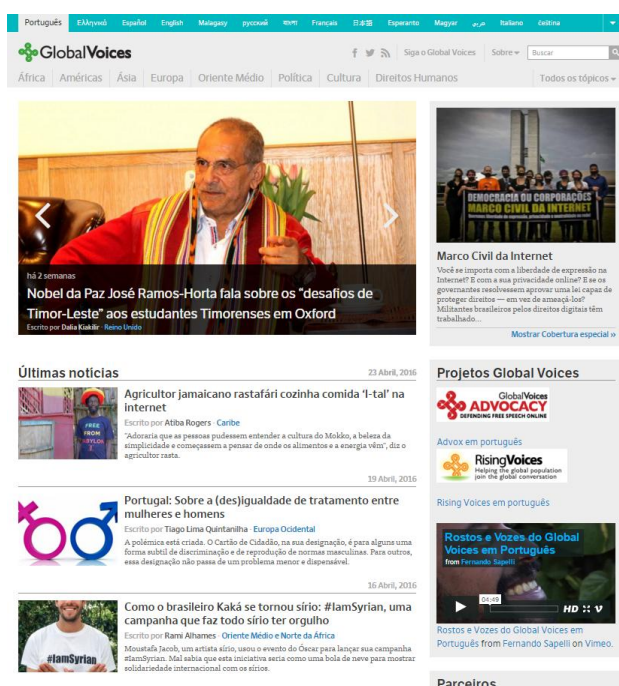 Português Ελληνικά Español English Malagasy русский বাংলা Français 日本語 Esperanto Magyar عربي Italiano čeština
GlobalVoices
Siga o Global Voices Sobre Buscar
África Américas Ásia Europa Oriente Médio Política Cultura Direitos Humanos Todos os tópicos
há 2 semanas
Nobel da Paz José Ramos-Horta fala sobre os "desafios de
Timor-Leste" aos estudantes Timorenses em Oxford
Escrito por Dalia Kiakilir · Reino Unido
DEMOCRACIA OU CORPORAÇÕES
MARCO CIVIL DA INTERNET
Marco Civil da Internet
Você se importa com a liberdade de expressão na
Internet? E com a sua privacidade online? E se os
governantes resolvessem aprovar uma lei capaz de
proteger direitos — em vez de ameaçá-los?
Militantes brasileiros pelos direitos digitais têm
trabalhado...
Mostrar Cobertura especial »
Últimas notícias
23 Abril, 2016
FREE
FROM
BABYLON
Agricultor jamaicano rastafári cozinha comida 'I-tal' na
internet
Escrito por Atiba Rogers · Caribe
"Adoraria que as pessoas pudessem entender a cultura do Mokko, a beleza da
simplicidade e começassem a pensar de onde os alimentos e a energia vêm", diz o
agricultor rasta.
19 Abril, 2016
Portugal: Sobre a (des)igualdade de tratamento entre
mulheres e homens
Escrito por Tiago Lima Quintanilha · Europa Ocidental
A polémica está criada. O Cartão de Cidadão, na sua designação, é para alguns uma
forma subtil de discriminação e de reprodução de normas masculinas. Para outros,
essa designação não passa de um problema menor e dispensável.
16 Abril, 2016
#IamSyrian
Como o brasileiro Kaká se tornou sírio: #IamSyrian, uma
campanha que faz todo sírio ter orgulho
Escrito por Rami Alhames · Oriente Médio e Norte da África
Moustafa Jacob, um artista sírio, usou o evento do Óscar para lançar sua campanha
#IamSyrian. Mal sabia que esta iniciativa seria como uma bola de neve para mostrar
solidariedade internacional com os sírios.
Projetos Global Voices
GlobalVoices
ADVOCACY
DEFENDING FREE SPEECH ONLINE
Advox em português
RisingVoices
Helping the global population
join the global conversation
Rising Voices em português
Rostos e Vozes do Global
Voices em Português
from Fernando Sapelli
04:49
HD
Rostos e Vozes do Global Voices em
Português from Fernando Sapelli on Vimeo.
Parceiros